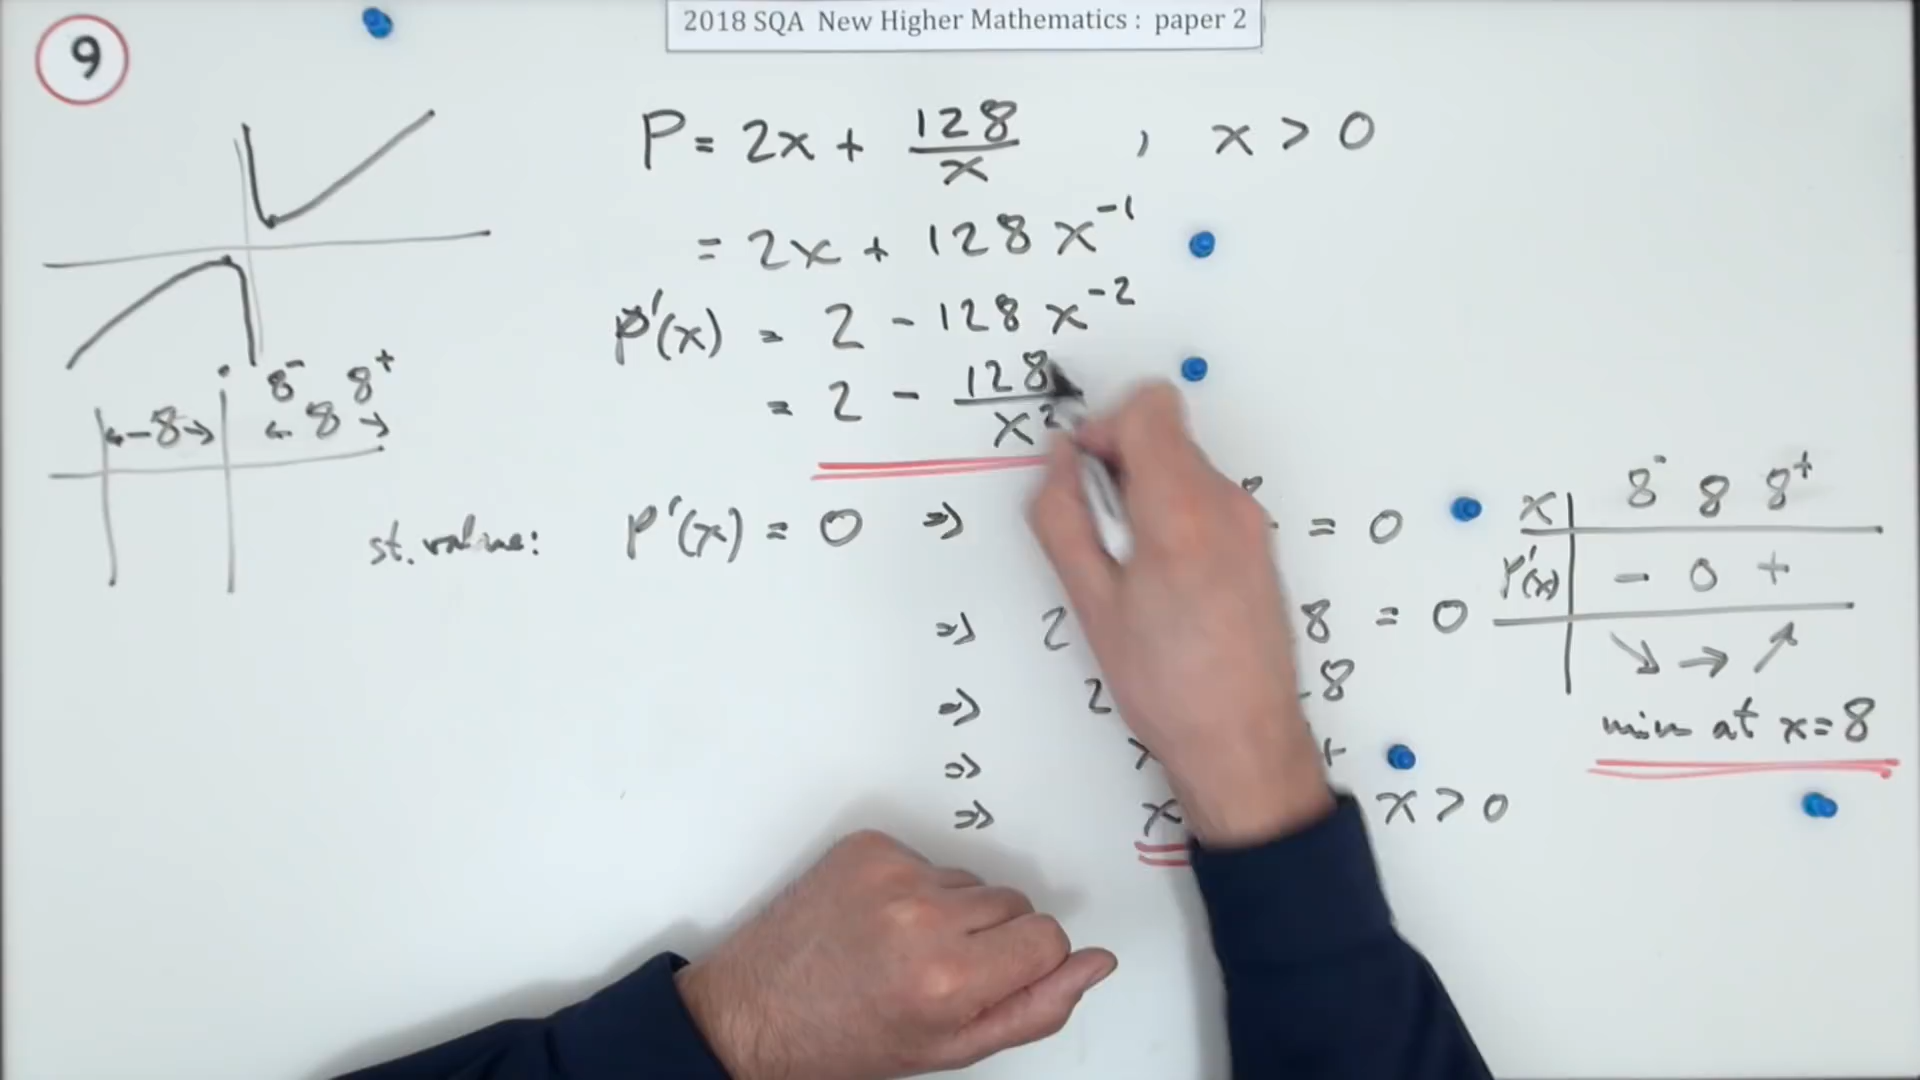 2018 SQA New Higher Mathematics : paper 2
9
P = 2x + 128/x , x > 0
= 2x + 128 x⁻¹
P'(x) = 2 - 128 x⁻²
= 2 - 128/x²
8⁻ 8⁺
←-8→ ← 8 →
st. value: P'(x) = 0 ⇒ = 0
⇒ 2 8 = 0
⇒ 2 8
⇒ x
⇒ x x > 0
x | 8⁻ 8 8⁺
P'(x) | - 0 +
| ↘ → ↗
min at x = 8